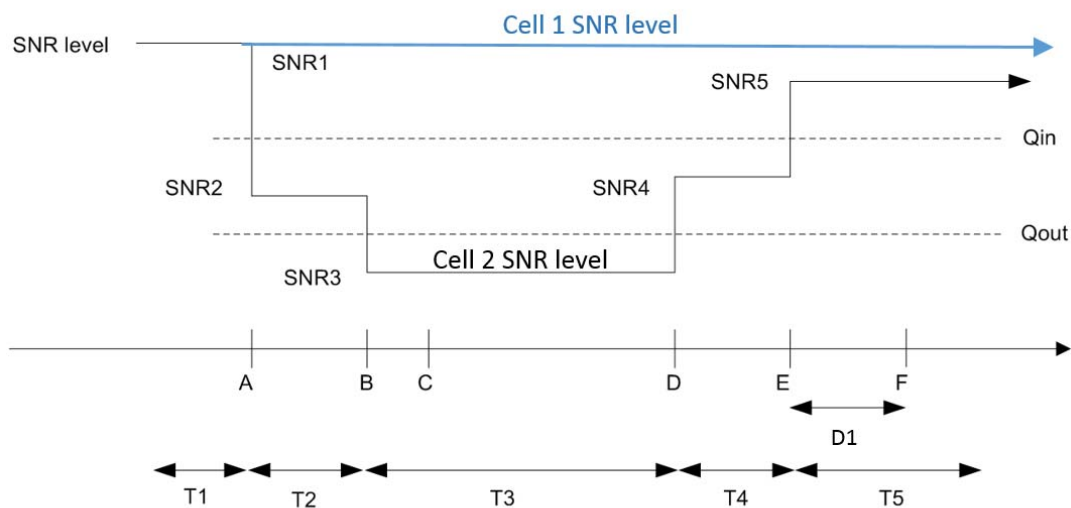 Cell 1 SNR level
SNR level
SNR1
SNR5
Qin
SNR2
SNR4
Qout
Cell 2 SNR level
SNR3
A B C D E F
D1
T1 T2 T3 T4 T5